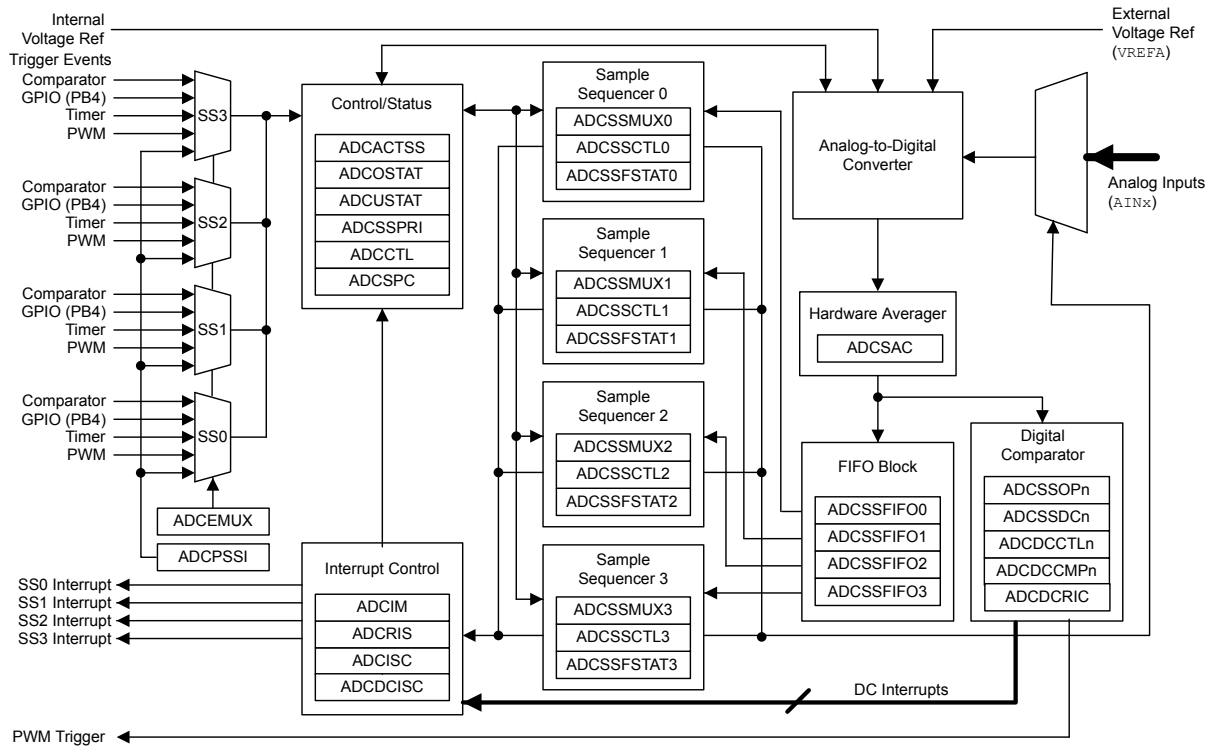 Internal
Voltage Ref
External
Voltage Ref
(VREFA)
Trigger Events
Comparator
GPIO (PB4)
Timer
PWM
SS3
Comparator
GPIO (PB4)
Timer
PWM
SS2
Comparator
GPIO (PB4)
Timer
PWM
SS1
Comparator
GPIO (PB4)
Timer
PWM
SS0
ADCEMUX
ADCPSSI
Control/Status
ADCACTSS
ADCOSTAT
ADCUSTAT
ADCSSPRI
ADCCTL
ADCSPC
Sample
Sequencer 0
ADCSSMUX0
ADCSSCTL0
ADCSSFSTAT0
Sample
Sequencer 1
ADCSSMUX1
ADCSSCTL1
ADCSSFSTAT1
Sample
Sequencer 2
ADCSSMUX2
ADCSSCTL2
ADCSSFSTAT2
Sample
Sequencer 3
ADCSSMUX3
ADCSSCTL3
ADCSSFSTAT3
Analog-to-Digital
Converter
Analog Inputs
(AINx)
Hardware Averager
ADCSAC
FIFO Block
ADCSSFIFO0
ADCSSFIFO1
ADCSSFIFO2
ADCSSFIFO3
Digital
Comparator
ADCSSOPn
ADCSSDCn
ADCDCCTLn
ADCDCCMPn
ADCDCRIC
Interrupt Control
ADCIM
ADCRIS
ADCISC
ADCDCISC
SS0 Interrupt
SS1 Interrupt
SS2 Interrupt
SS3 Interrupt
DC Interrupts
PWM Trigger